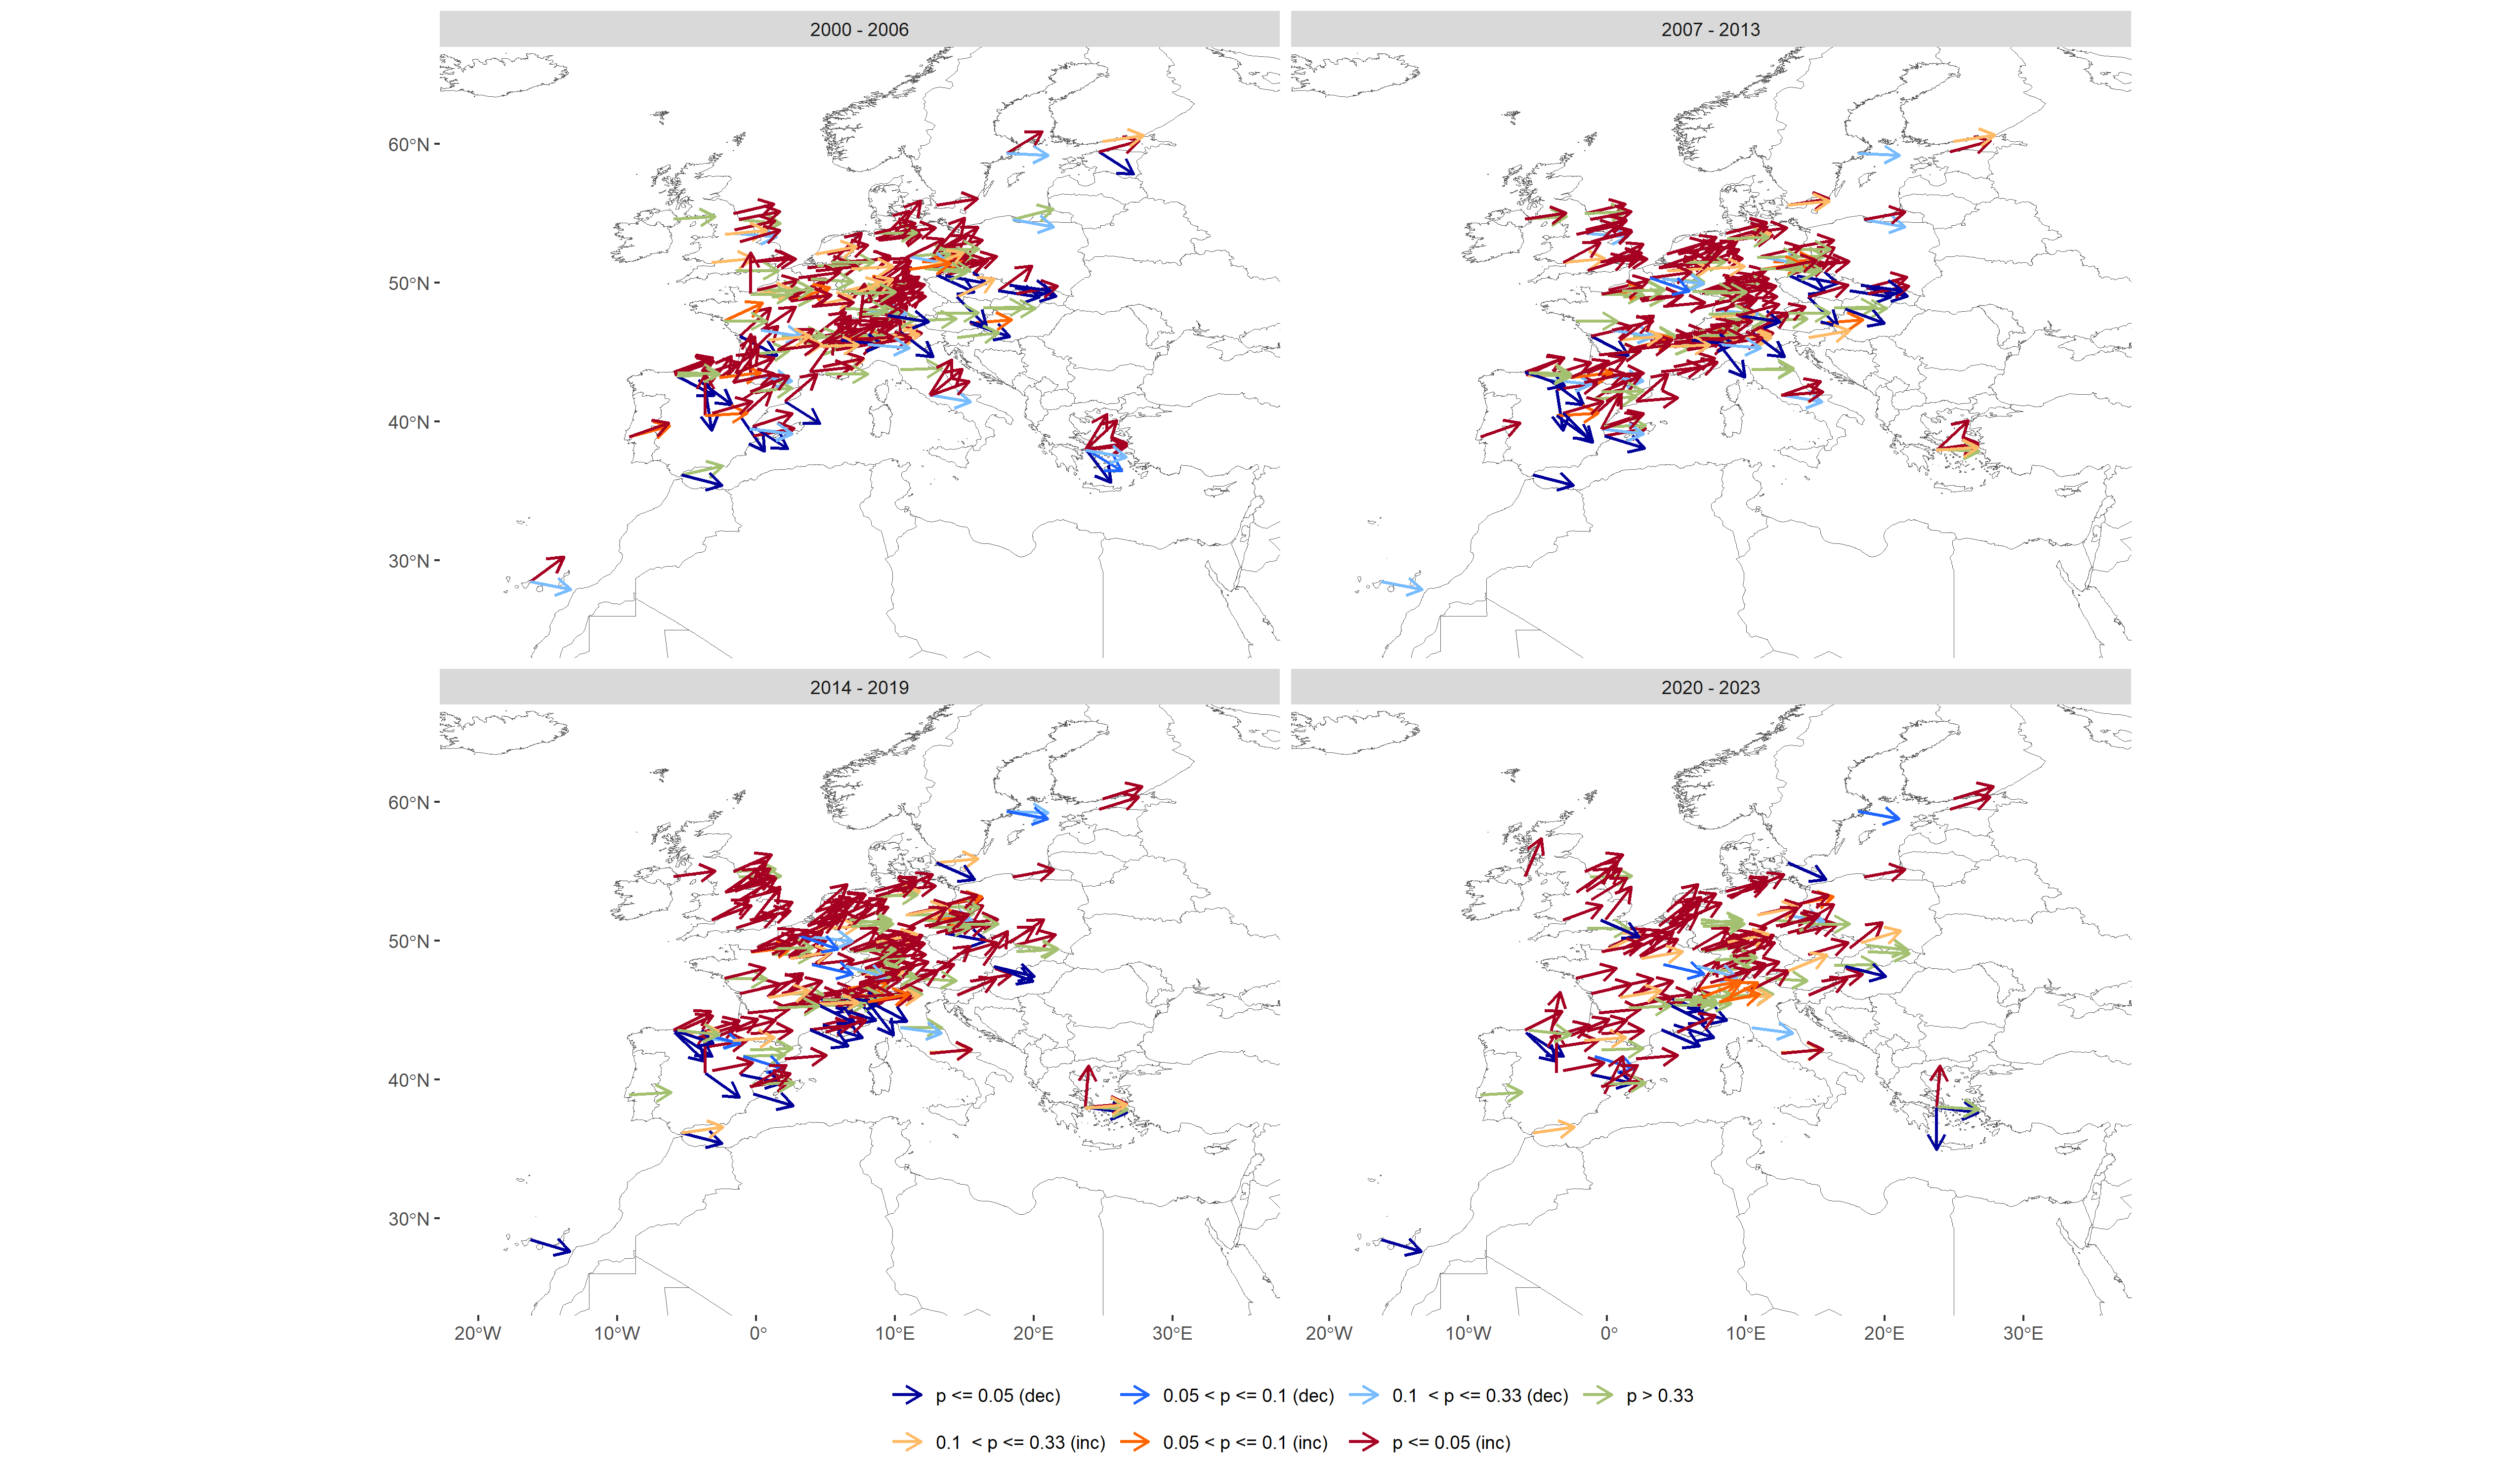 2000 - 2006
2007 - 2013
60°N
50°N
40°N
30°N
2014 - 2019
2020 - 2023
60°N
50°N
40°N
30°N
20°W 10°W 0° 10°E 20°E 30°E
20°W 10°W 0° 10°E 20°E 30°E
p <= 0.05 (dec) 0.05 < p <= 0.1 (dec) 0.1 < p <= 0.33 (dec) p > 0.33
0.1 < p <= 0.33 (inc) 0.05 < p <= 0.1 (inc) p <= 0.05 (inc)